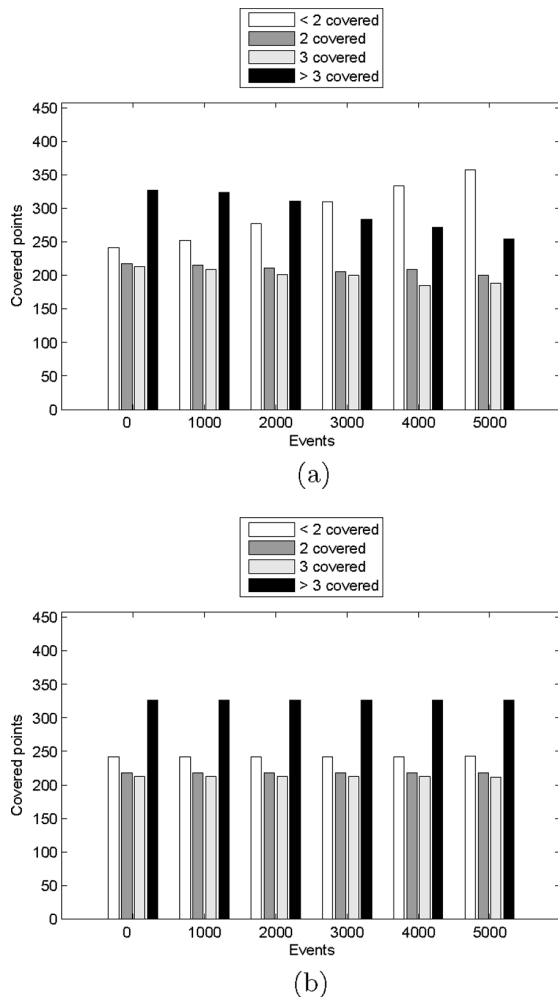 < 2 covered
2 covered
3 covered
> 3 covered
450
400
350
300
250
200
150
100
50
0
Covered points
0 1000 2000 3000 4000 5000
Events
(a)
< 2 covered
2 covered
3 covered
> 3 covered
450
400
350
300
250
200
150
100
50
0
Covered points
0 1000 2000 3000 4000 5000
Events
(b)